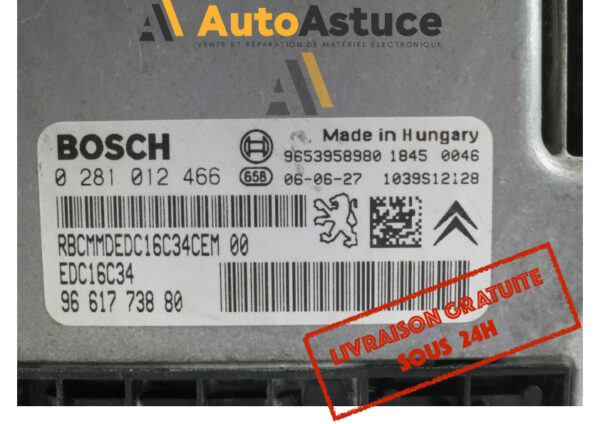 AutoAstuce
VENTE ET RÉPARATION DE MATÉRIEL ÉLECTRONIQUE
BOSCH
Made in Hungary
9653958980 1845 0046
0 281 012 466
658
06-06-27 1039S12128
RBCMMDEDC16C34CEM 00
EDC16C34
96 617 738 80
LIVRAISON GRATUITE
SOUS 24H